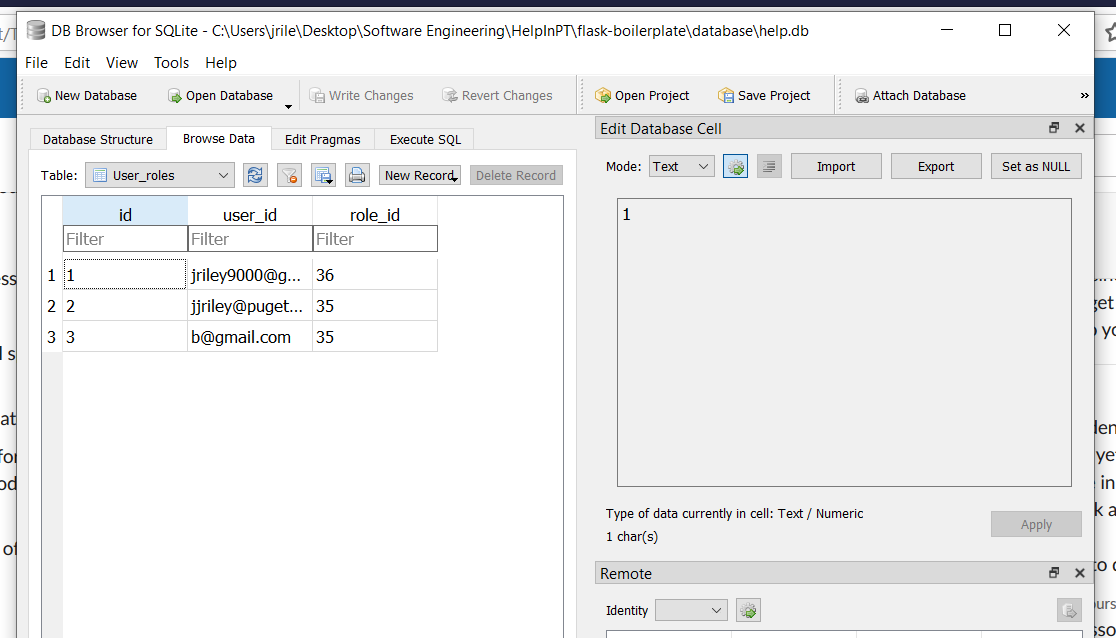 DB Browser for SQLite - C:\Users\jrile\Desktop\Software Engineering\HelpInPT\flask-boilerplate\database\help.db
File Edit View Tools Help
New Database Open Database Write Changes Revert Changes Open Project Save Project Attach Database »
Database Structure Browse Data Edit Pragmas Execute SQL
Table: User_roles New Record Delete Record
id user_id role_id
Filter Filter Filter
1 1 jriley9000@g... 36
2 2 jjriley@puget... 35
3 3 b@gmail.com 35
Edit Database Cell
Mode: Text Import Export Set as NULL
1
Type of data currently in cell: Text / Numeric
1 char(s)
Apply
Remote
Identity